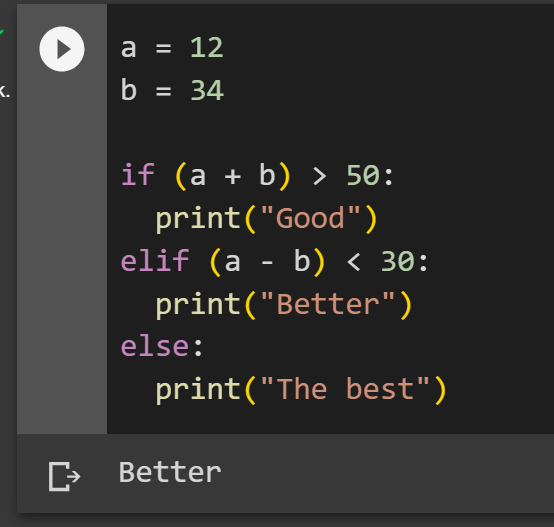 k.
a = 12
b = 34
if (a + b) > 50:
  print("Good")
elif (a - b) < 30:
  print("Better")
else:
  print("The best")
Better